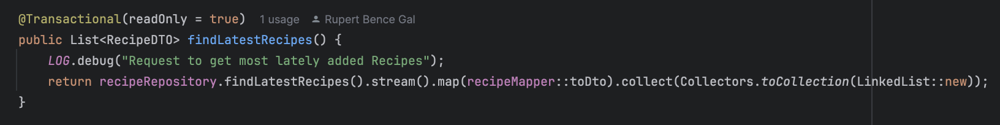 @Transactional(readOnly = true) 1 usage Rupert Bence Gal
public List<RecipeDTO> findLatestRecipes() {
LOG.debug("Request to get most lately added Recipes");
return recipeRepository.findLatestRecipes().stream().map(recipeMapper::toDto).collect(Collectors.toCollection(LinkedList::new));
}